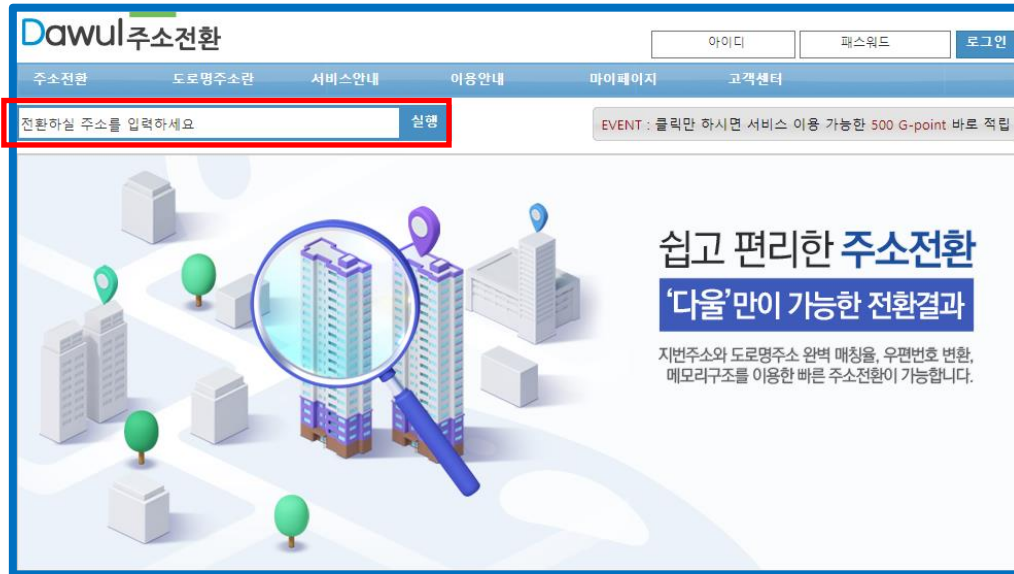 Dawul 주소전환
아이디 패스워드 로그인
주소전환 도로명주소란 서비스안내 이용안내 마이페이지 고객센터
전환하실 주소를 입력하세요 실행
EVENT : 클릭만 하시면 서비스 이용 가능한 500 G-point 바로 적립
쉽고 편리한 주소전환
‘다울’만이 가능한 전환결과
지번주소와 도로명주소 완벽 매칭율, 우편번호 변환,
메모리구조를 이용한 빠른 주소전환이 가능합니다.